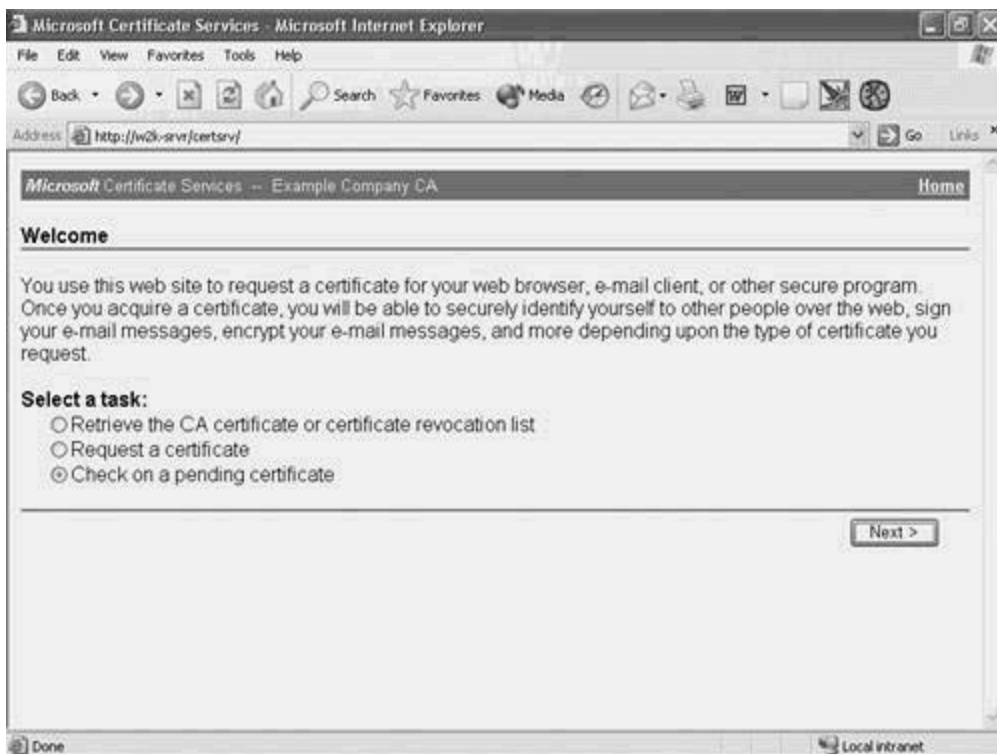 Microsoft Certificate Services - Microsoft Internet Explorer
File Edit View Favorites Tools Help
Back Search Favorites Media
Address http://w2k-srvr/certsrv/ Go Links
Microsoft Certificate Services -- Example Company CA Home
Welcome
You use this web site to request a certificate for your web browser, e-mail client, or other secure program.
Once you acquire a certificate, you will be able to securely identify yourself to other people over the web, sign
your e-mail messages, encrypt your e-mail messages, and more depending upon the type of certificate you
request.
Select a task:
Retrieve the CA certificate or certificate revocation list
Request a certificate
Check on a pending certificate
Next >
Done Local intranet